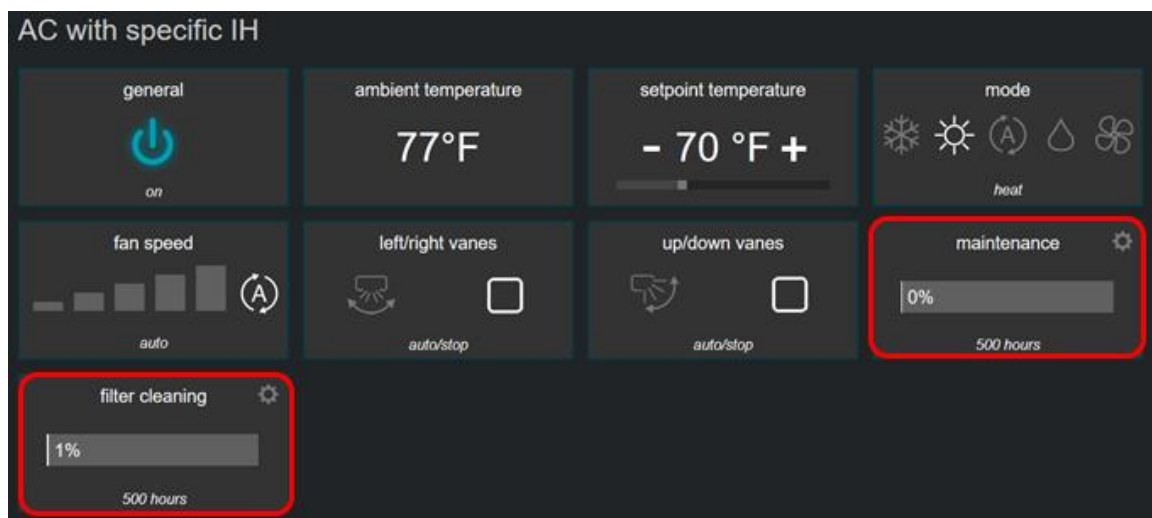 AC with specific IH
general
on
ambient temperature
77°F
setpoint temperature
- 70 °F +
mode
A
heat
fan speed
A
auto
left/right vanes
auto/stop
up/down vanes
auto/stop
maintenance
0%
500 hours
filter cleaning
1%
500 hours